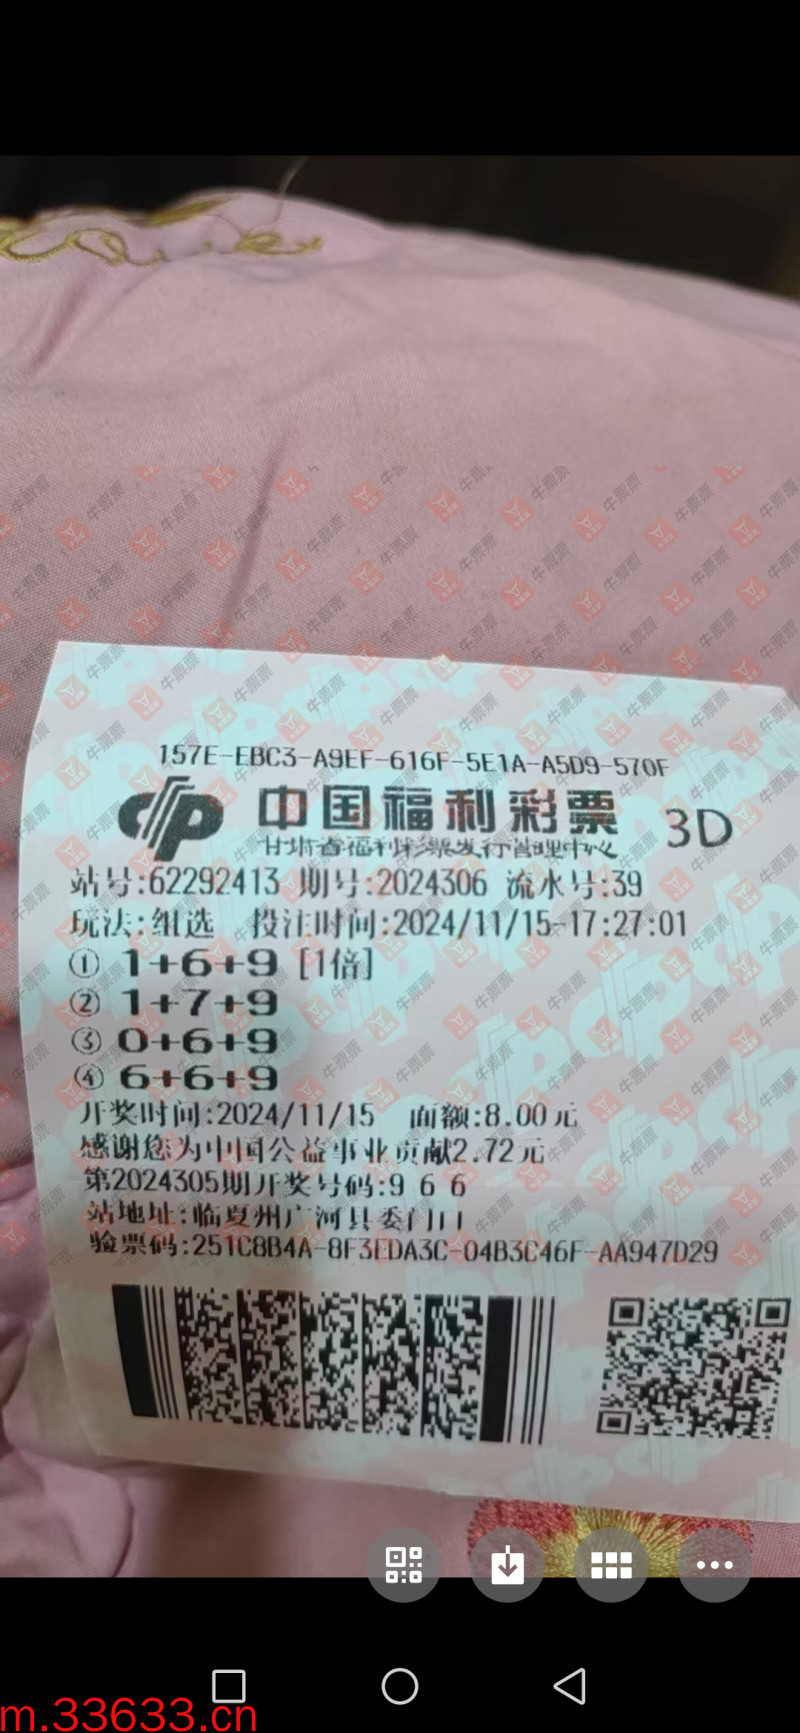 157E-EBC3-A9EF-616F-5E1A-A5D9-570F
中国福利彩票 3D
甘肃省福利彩票发行管理中心
站号:62292413 期号:2024306 流水号:39
玩法:组选 投注时间:2024/11/15-17:27:01
① 1+6+9 [1倍]
② 1+7+9
③ 0+6+9
④ 6+6+9
开奖时间:2024/11/15 面额:8.00元
感谢您为中国公益事业贡献2.72元
第2024305期开奖号码:9 6 6
站地址:临夏州广河县委门口
验票码:251C8B4A-8F3EDA3C-04B3C46F-AA947D29
牛票票
m.33633.cn